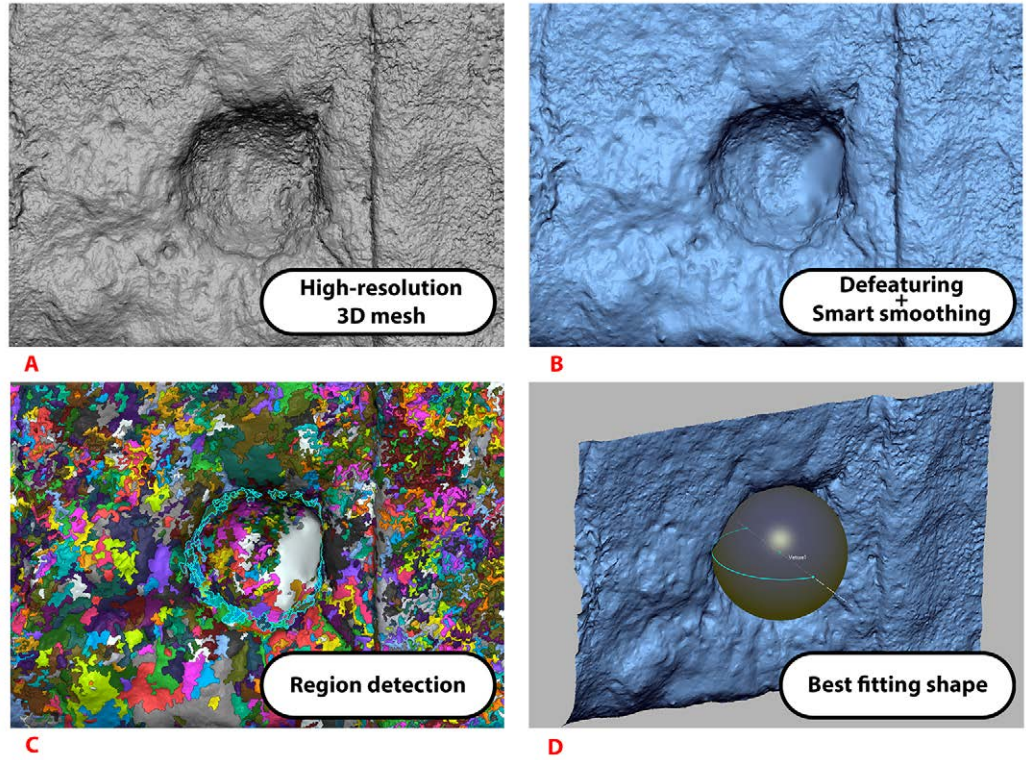 High-resolution
3D mesh
A
Defeaturing
+
Smart smoothing
B
Region detection
C
Best fitting shape
D